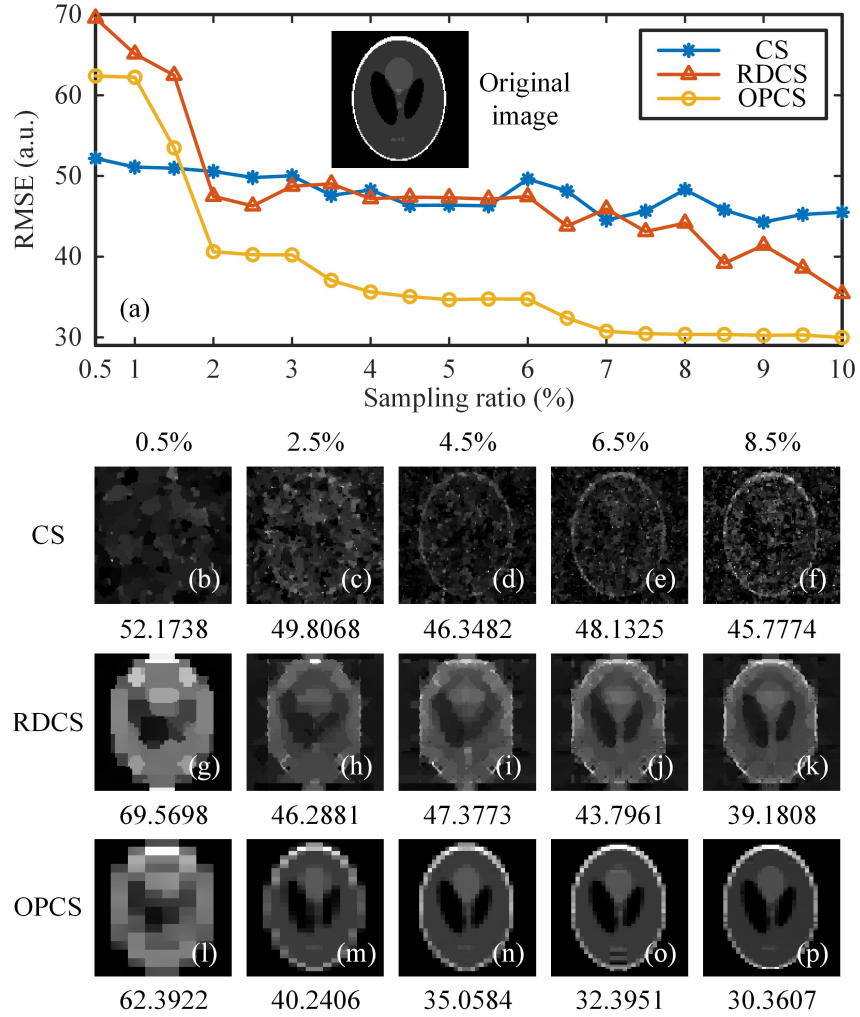 70
60
50
40
30
RMSE (a.u.)
Original
image
CS
RDCS
OPCS
(a)
0.5 1 2 3 4 5 6 7 8 9 10
Sampling ratio (%)
0.5% 2.5% 4.5% 6.5% 8.5%
CS
(b) (c) (d) (e) (f)
52.1738 49.8068 46.3482 48.1325 45.7774
RDCS
(g) (h) (i) (j) (k)
69.5698 46.2881 47.3773 43.7961 39.1808
OPCS
(l) (m) (n) (o) (p)
62.3922 40.2406 35.0584 32.3951 30.3607